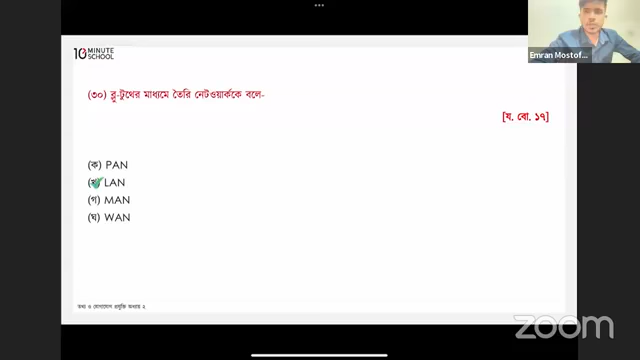 10 MINUTE
SCHOOL
Emran Mostof...
(৩০) ব্লু-টুথের মাধ্যমে তৈরি নেটওয়ার্ককে বলে-
[য. বো. ১৭]
(ক) PAN
(খ) LAN
(গ) MAN
(ঘ) WAN
তথ্য ও যোগাযোগ প্রযুক্তি অধ্যায় ২
zoom